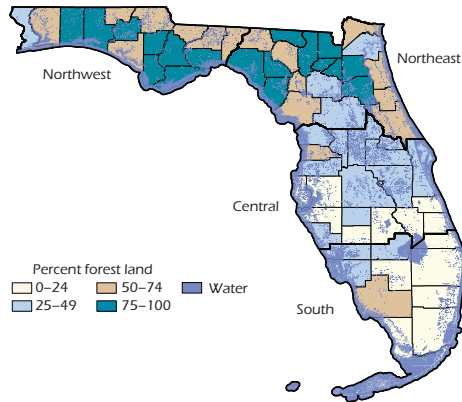 Northwest
Northeast
Central
South
Percent forest land
0–24
50–74
Water
25–49
75–100